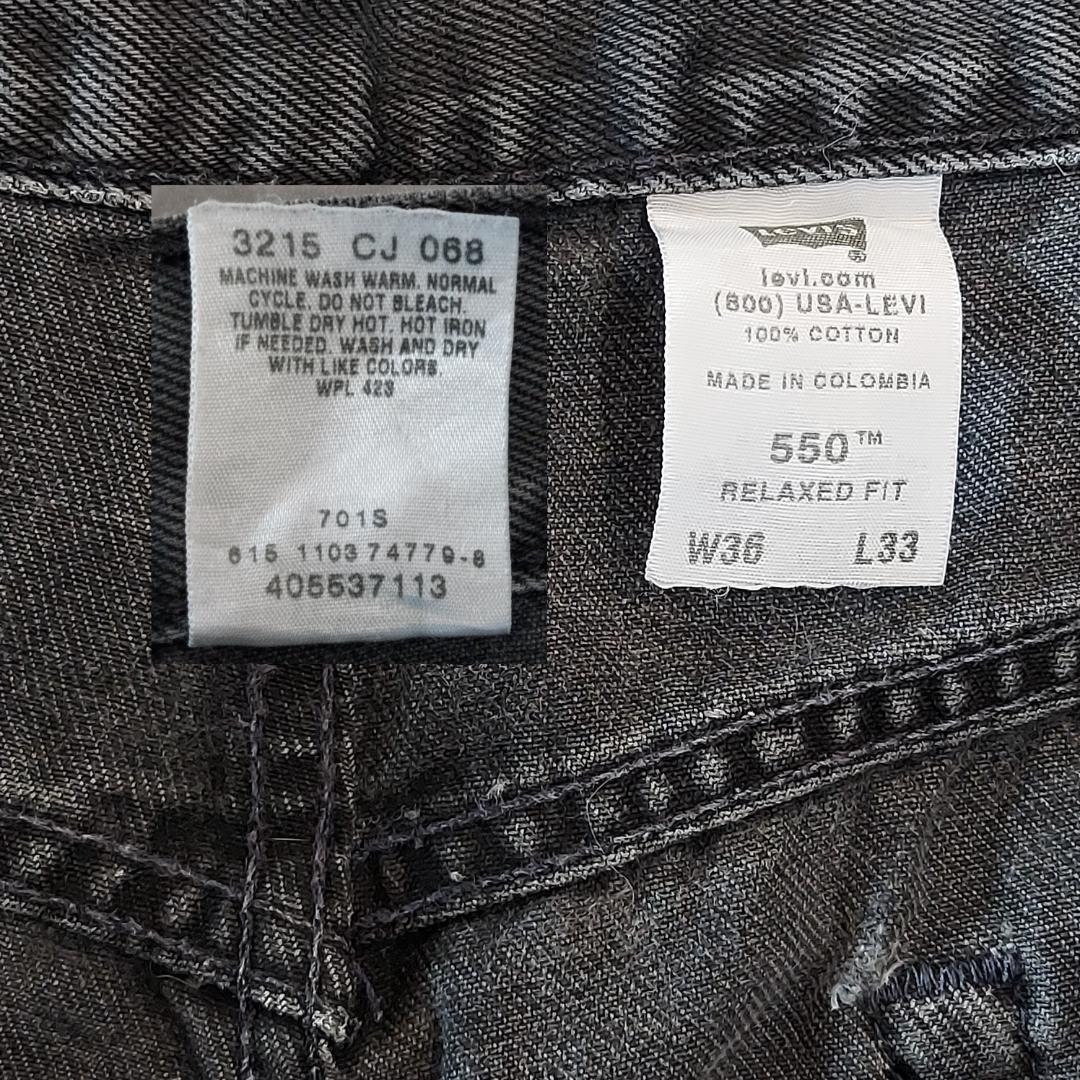 3215 CJ 068
MACHINE WASH WARM. NORMAL
CYCLE. DO NOT BLEACH.
TUMBLE DRY HOT. HOT IRON
IF NEEDED. WASH AND DRY
WITH LIKE COLORS.
WPL 423
701S
615 1103 74779-8
405537113
Levi's
levi.com
(800) USA-LEVI
100% COTTON
MADE IN COLOMBIA
550™
RELAXED FIT
W36 L33